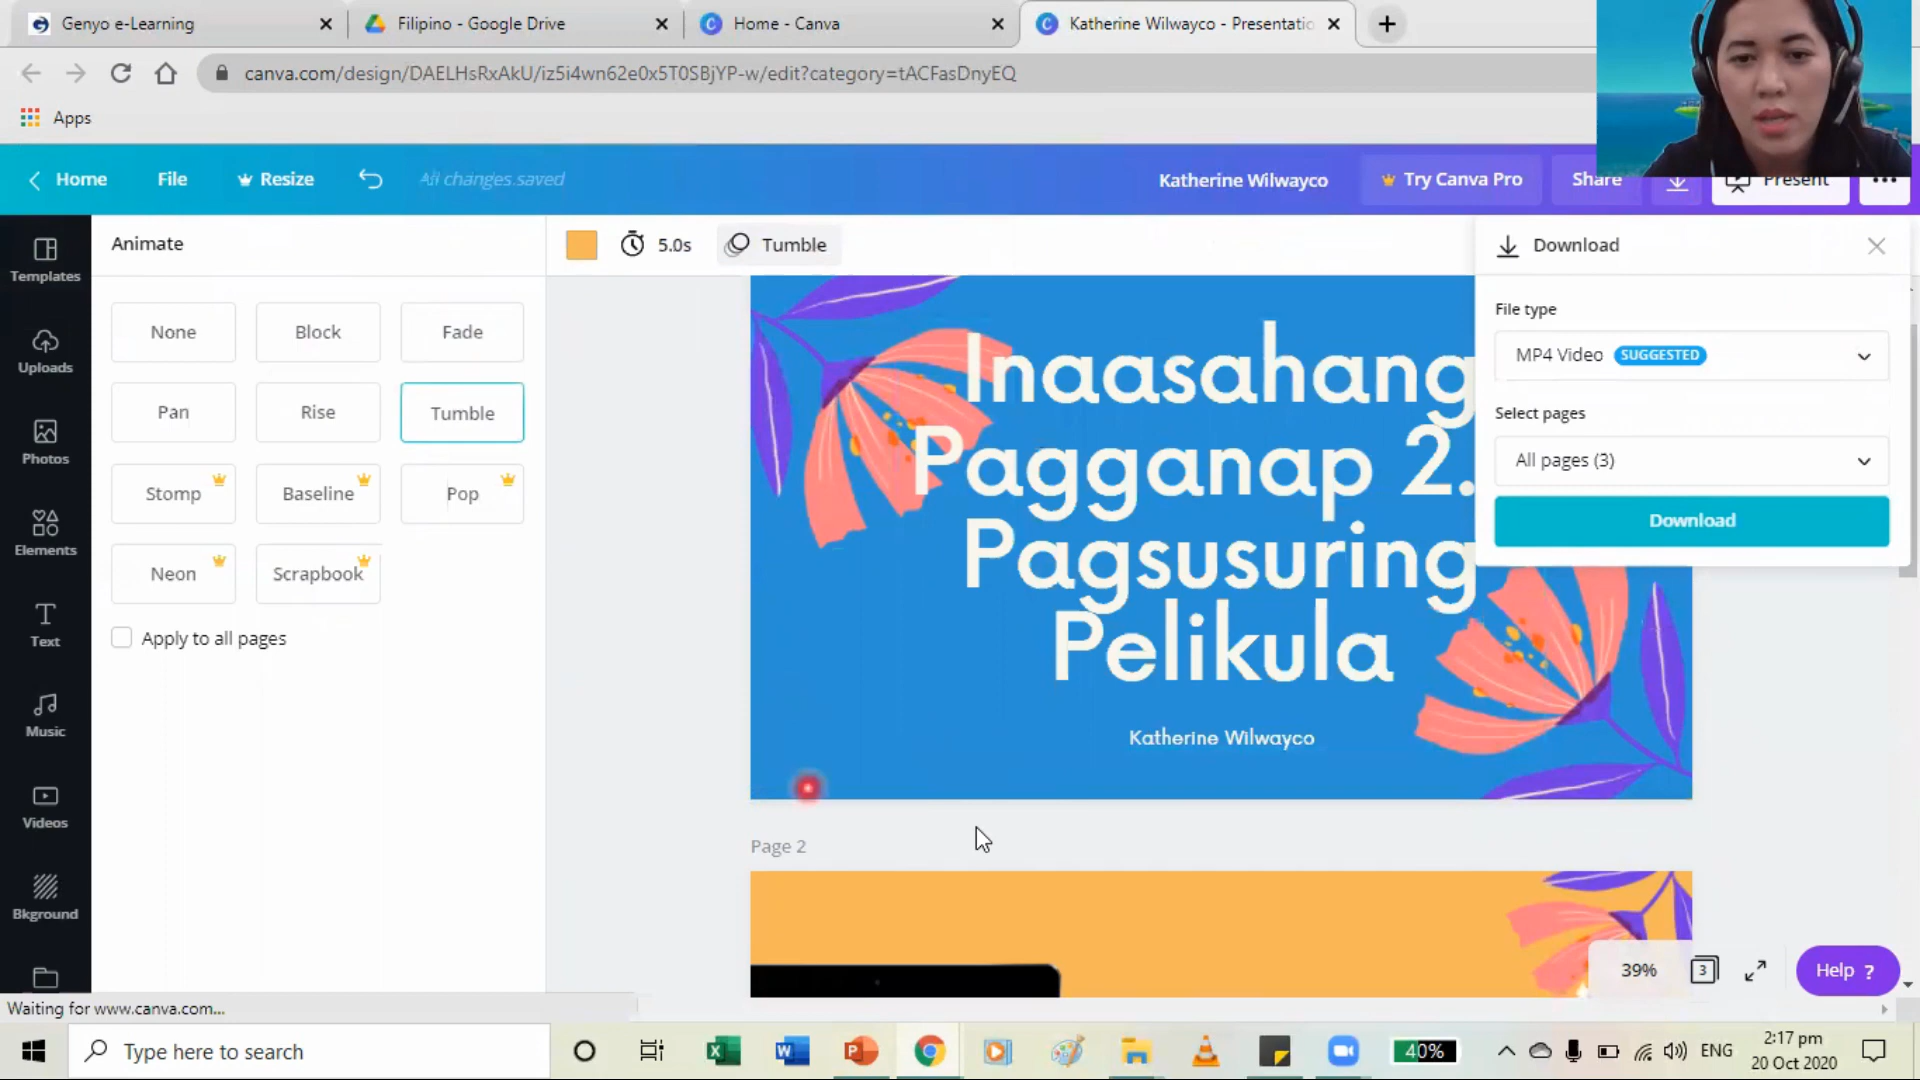 Genyo e-Learning
Filipino - Google Drive
Home - Canva
Katherine Wilwayco - Presentatio
canva.com/design/DAELHsRxAkU/iz5i4wn62e0x5T0SBjYP-w/edit?category=tACFasDnyEQ
Apps
Home
File
Resize
All changes saved
Katherine Wilwayco
Try Canva Pro
Share
Present
Templates
Uploads
Photos
Elements
Text
Music
Videos
Bkground
Animate
None
Block
Fade
Pan
Rise
Tumble
Stomp
Baseline
Pop
Neon
Scrapbook
Apply to all pages
5.0s
Tumble
Inaasahang
Pagganap 2.
Pagsusuring
Pelikula
Katherine Wilwayco
Page 2
Download
File type
MP4 Video SUGGESTED
Select pages
All pages (3)
Download
39%
3
Help ?
Waiting for www.canva.com...
Type here to search
40%
ENG
2:17 pm
20 Oct 2020